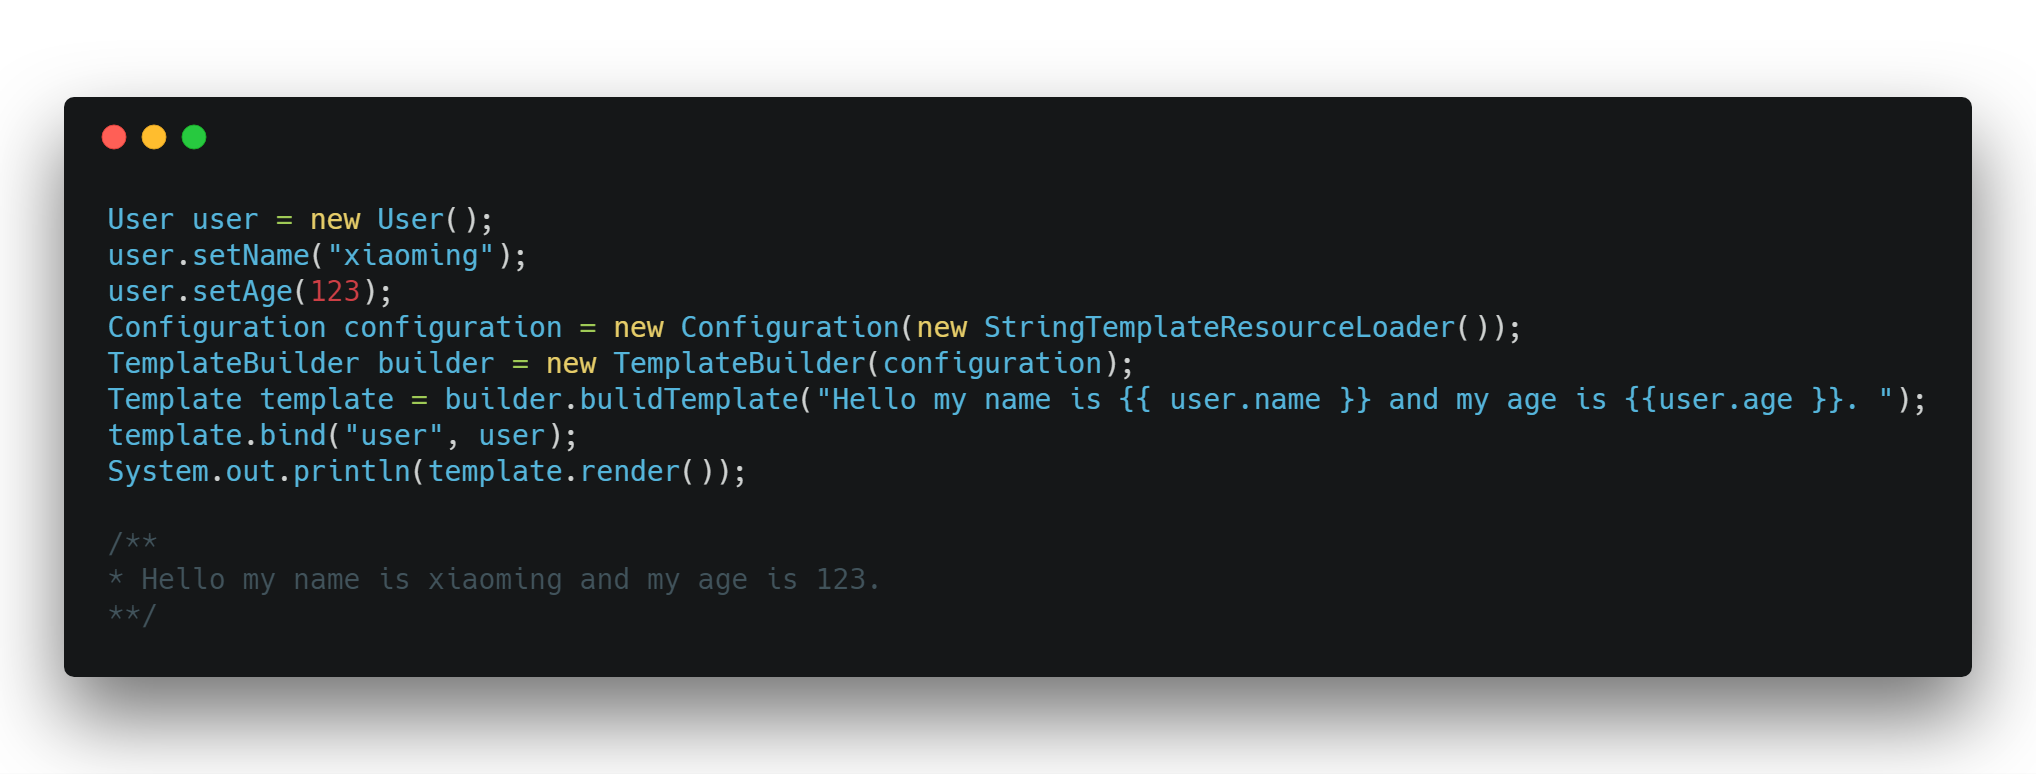 User user = new User();
user.setName("xiaoming");
user.setAge(123);
Configuration configuration = new Configuration(new StringTemplateResourceLoader());
TemplateBuilder builder = new TemplateBuilder(configuration);
Template template = builder.bulidTemplate("Hello my name is {{ user.name }} and my age is {{user.age }}. ");
template.bind("user", user);
System.out.println(template.render());

/**
* Hello my name is xiaoming and my age is 123.
**/